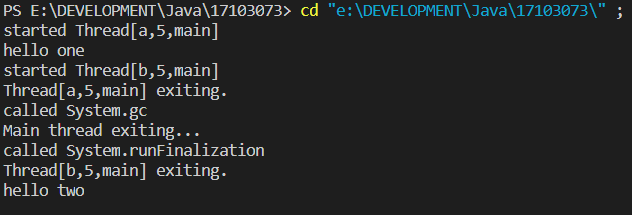 PS E:\DEVELOPMENT\Java\17103073> cd "e:\DEVELOPMENT\Java\17103073\" ;
started Thread[a,5,main]
hello one
started Thread[b,5,main]
Thread[a,5,main] exiting.
called System.gc
Main thread exiting...
called System.runFinalization
Thread[b,5,main] exiting.
hello two